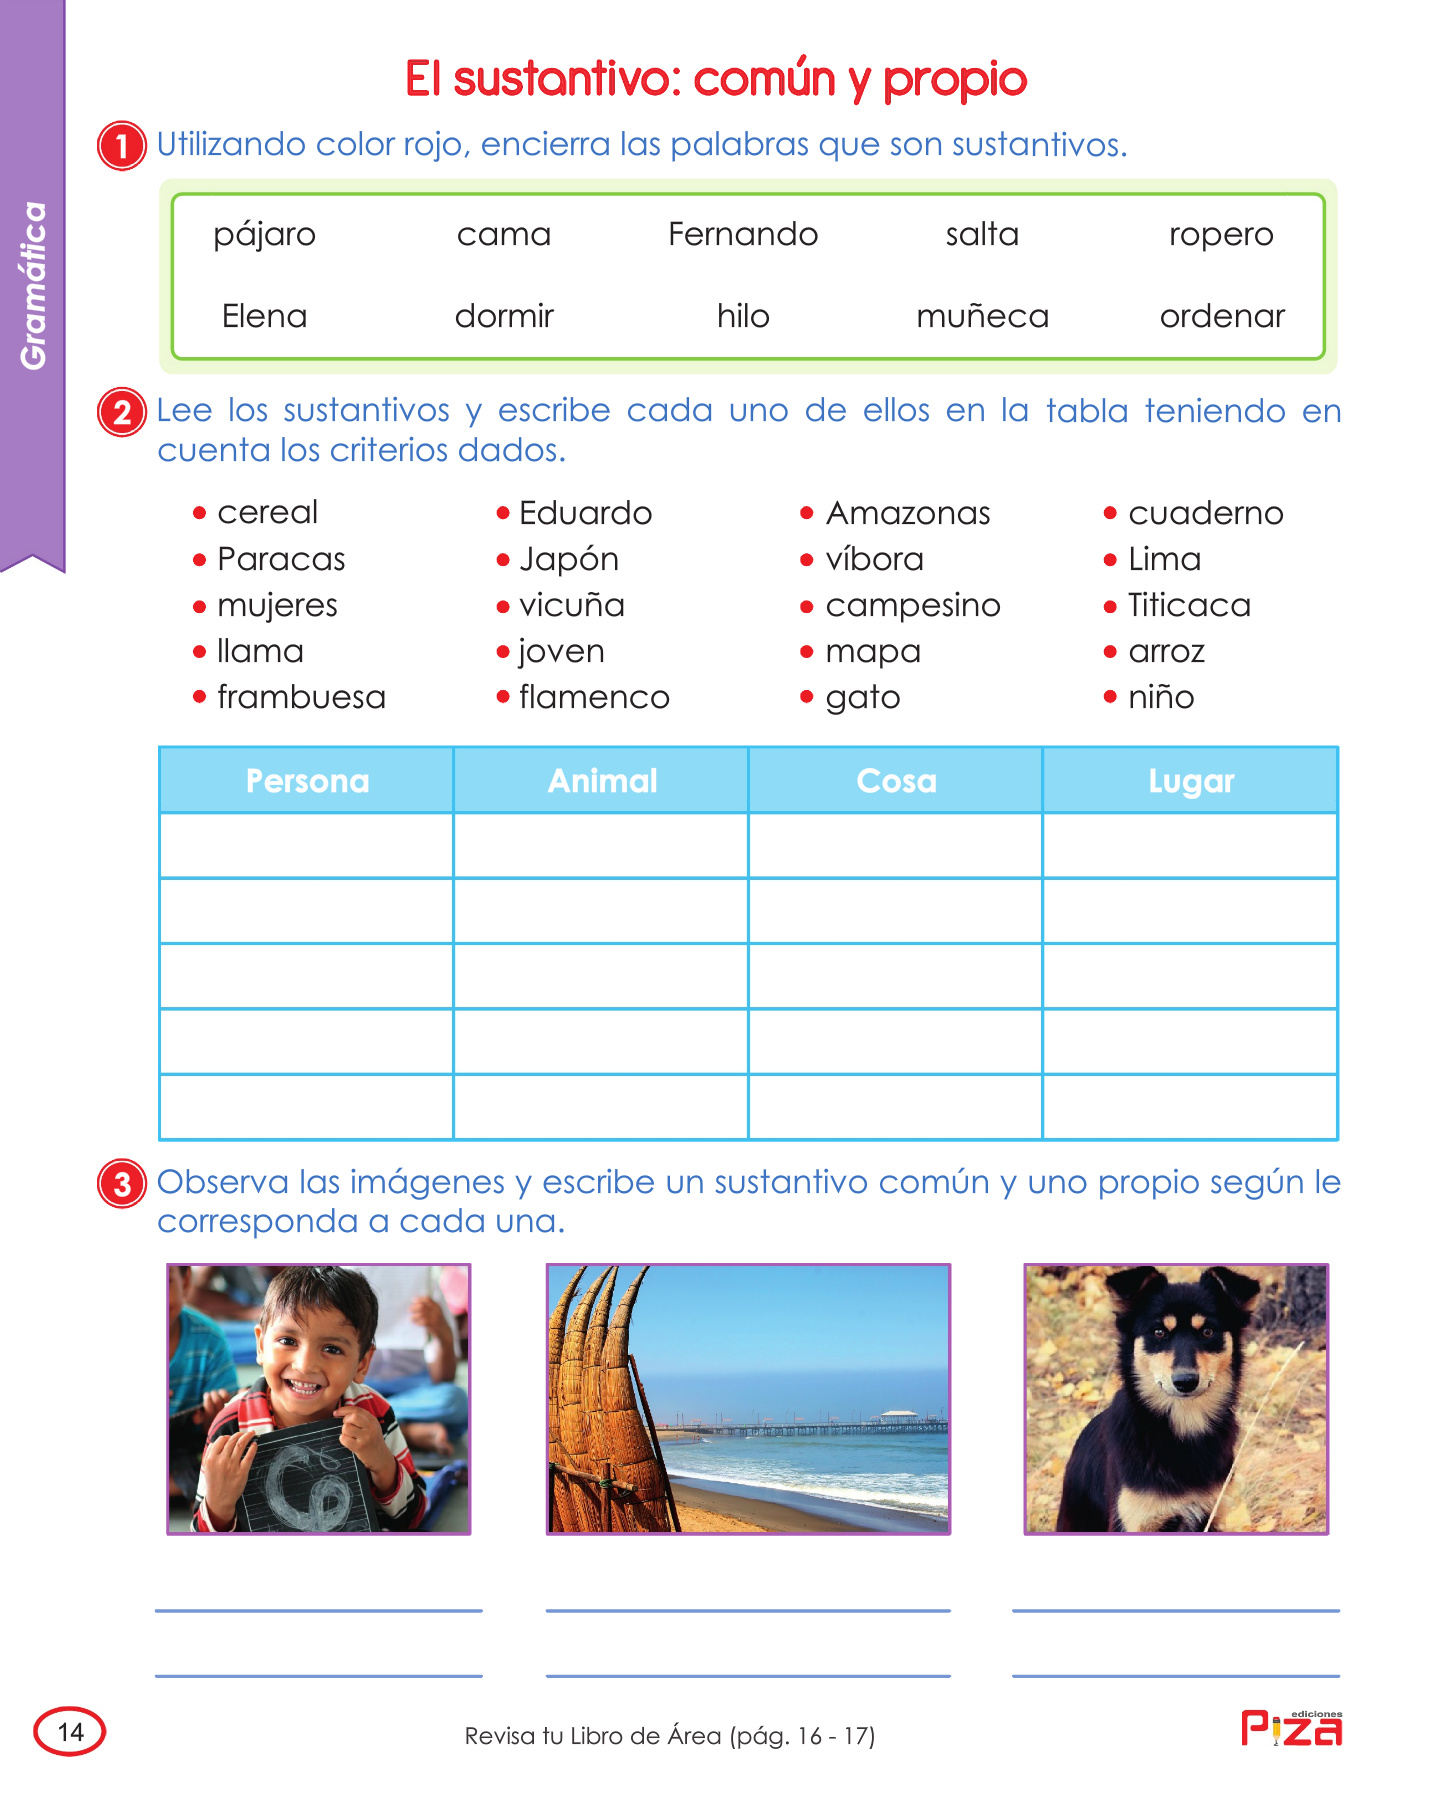 Gramática
El sustantivo: común y propio
1 Utilizando color rojo, encierra las palabras que son sustantivos.
pájaro cama Fernando salta ropero
Elena dormir hilo muñeca ordenar
2 Lee los sustantivos y escribe cada uno de ellos en la tabla teniendo en
cuenta los criterios dados.
• cereal • Eduardo • Amazonas • cuaderno
• Paracas • Japón • víbora • Lima
• mujeres • vicuña • campesino • Titicaca
• llama • joven • mapa • arroz
• frambuesa • flamenco • gato • niño
Persona Animal Cosa Lugar
3 Observa las imágenes y escribe un sustantivo común y uno propio según le
corresponda a cada una.
14
Revisa tu Libro de Área (pág. 16 - 17)
ediciones
Piza